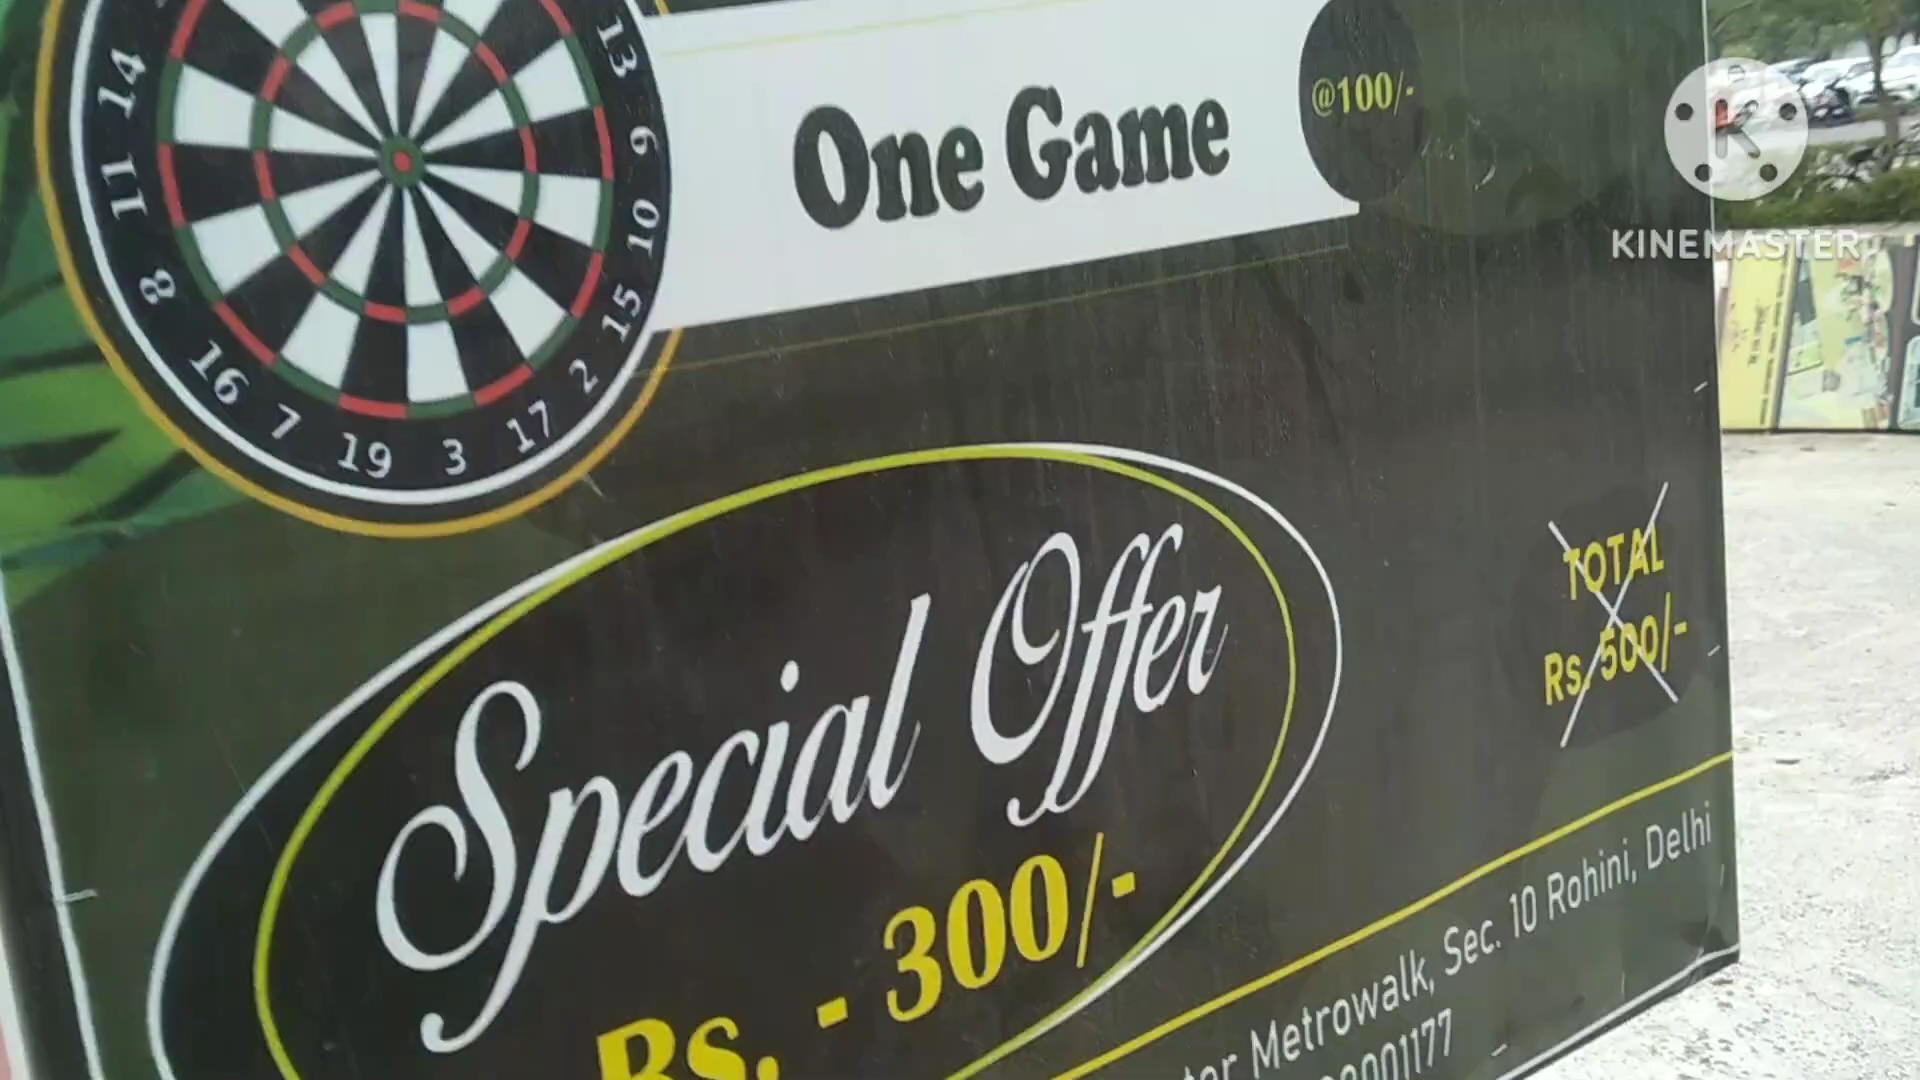 14
11
8
16
7
19
3
17
2
15
10
9
13
One Game
@100/-
KINEMASTER
Special Offer
Rs. - 300/-
TOTAL
Rs. 500/-
Metrowalk, Sec. 10 Rohini, Delhi